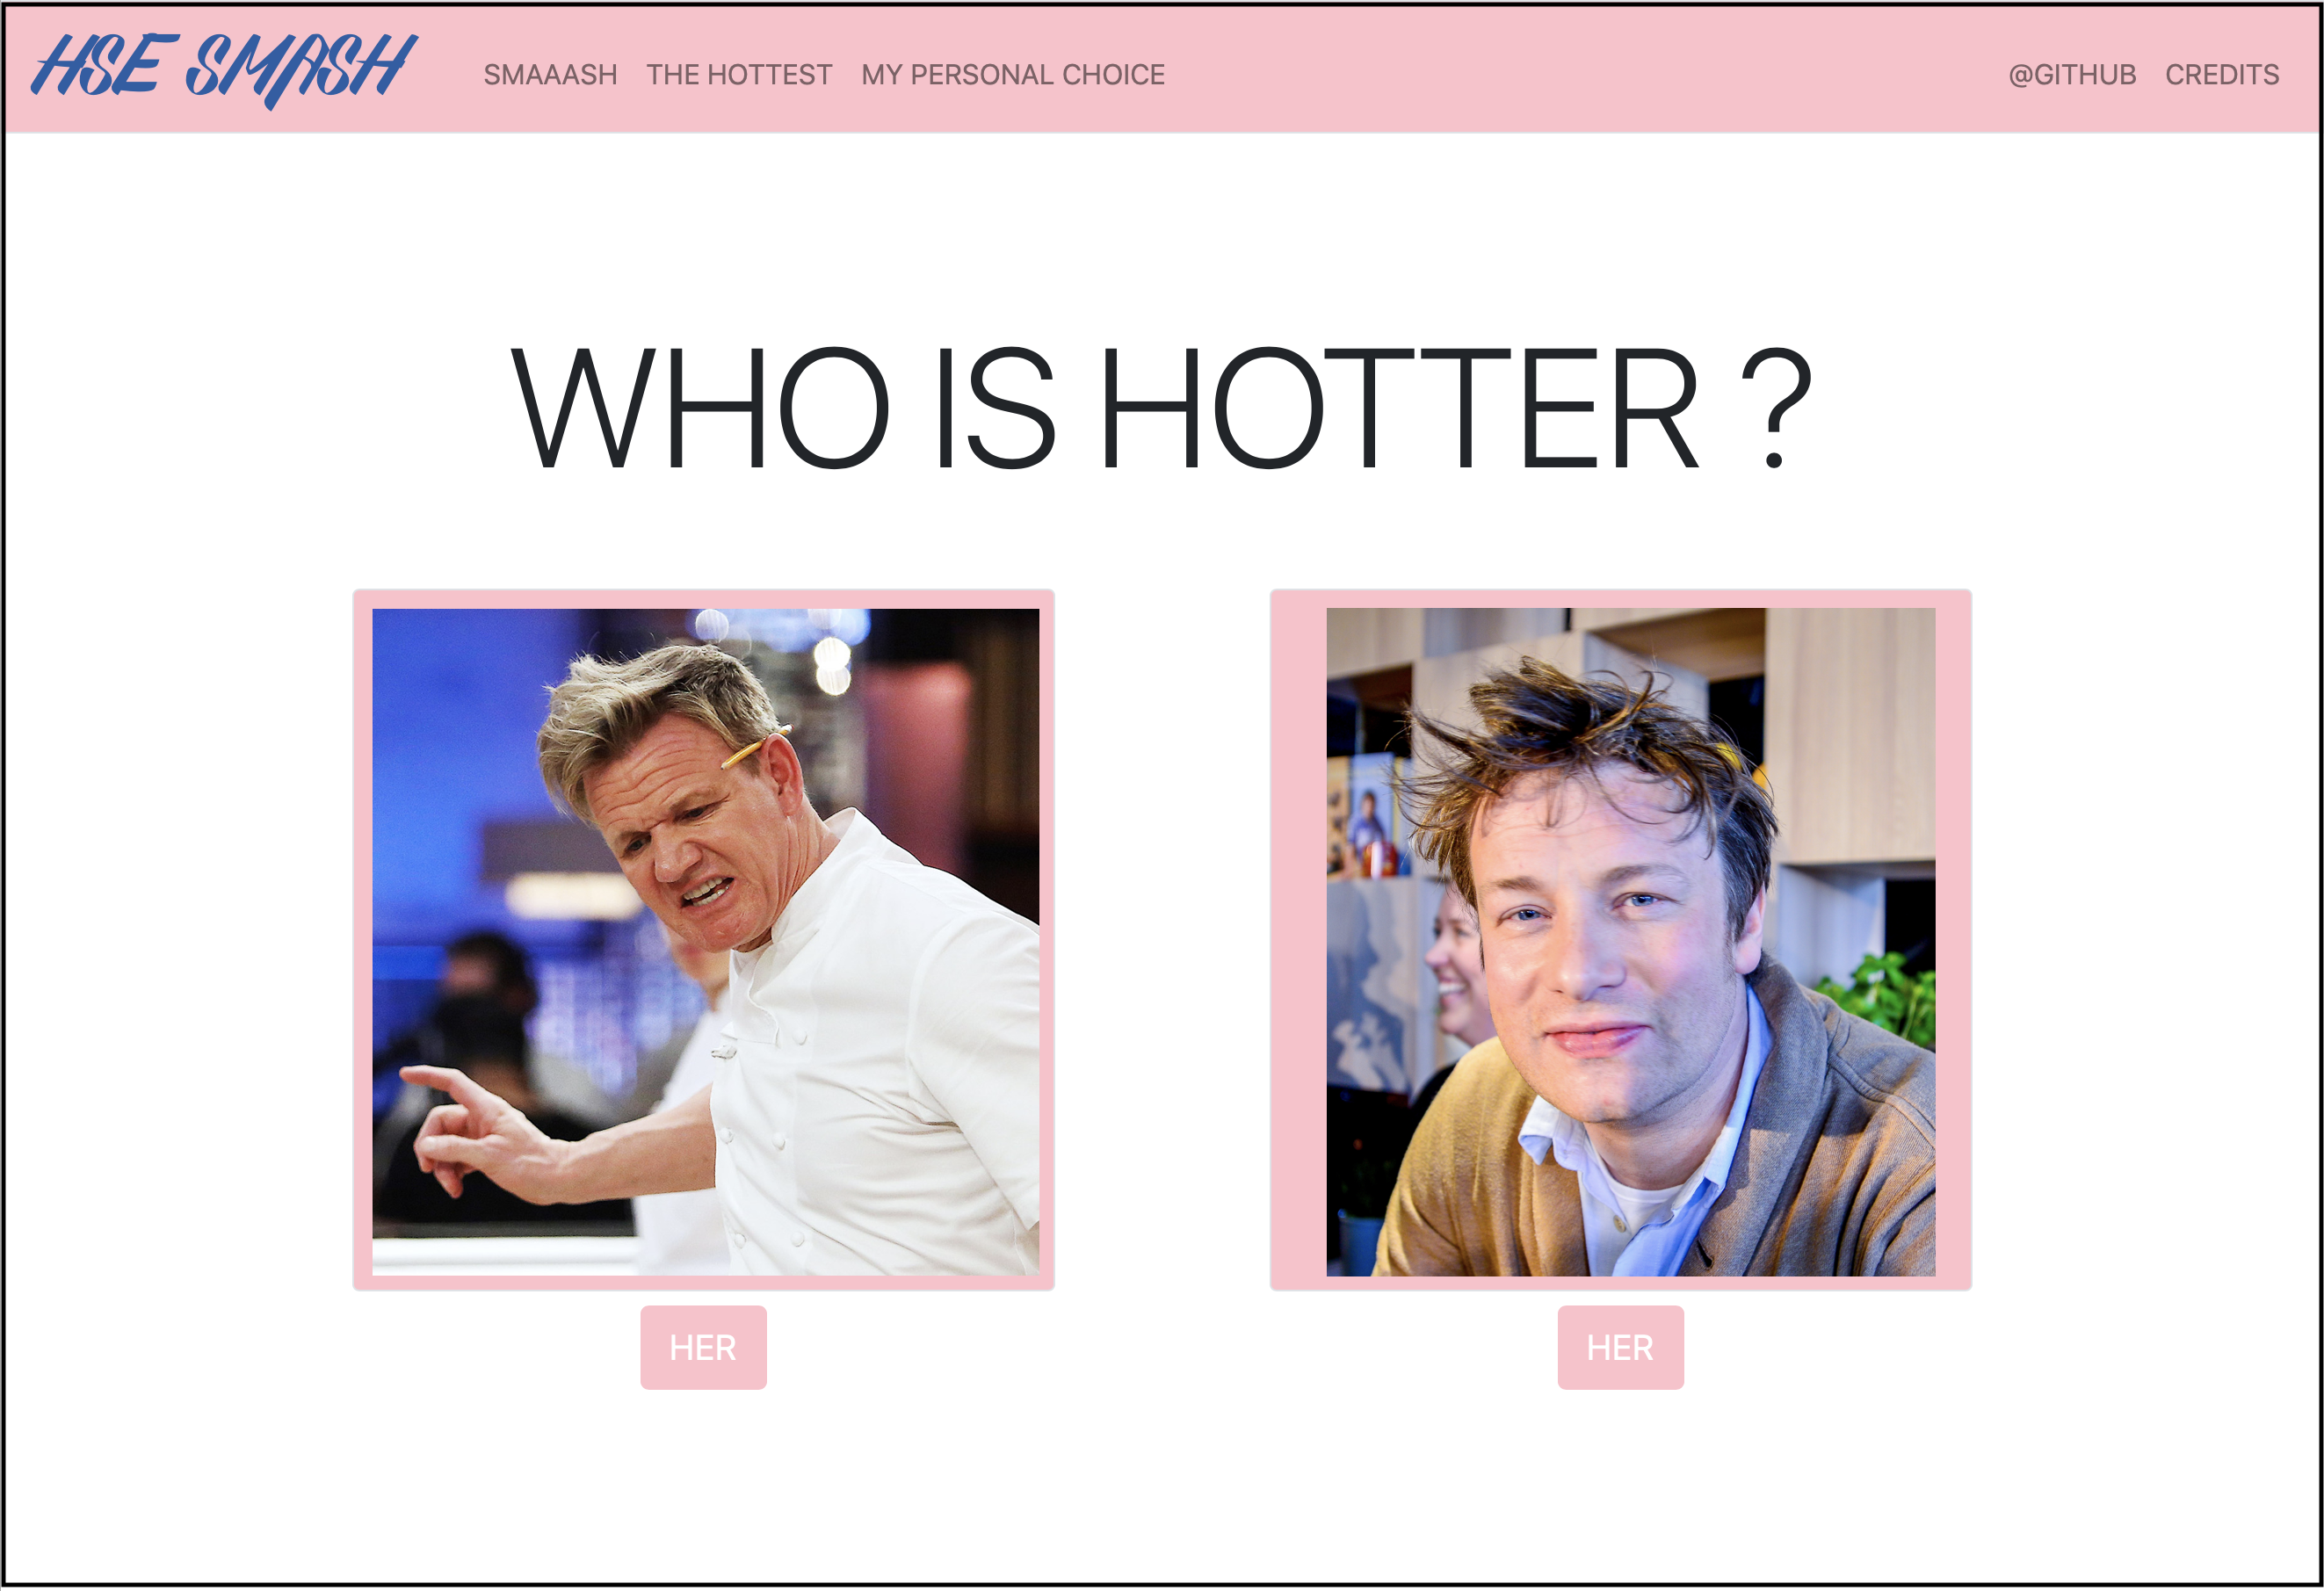 HSE SMASH
SMAAASH THE HOTTEST MY PERSONAL CHOICE
@GITHUB CREDITS
WHO IS HOTTER ?
HER
HER